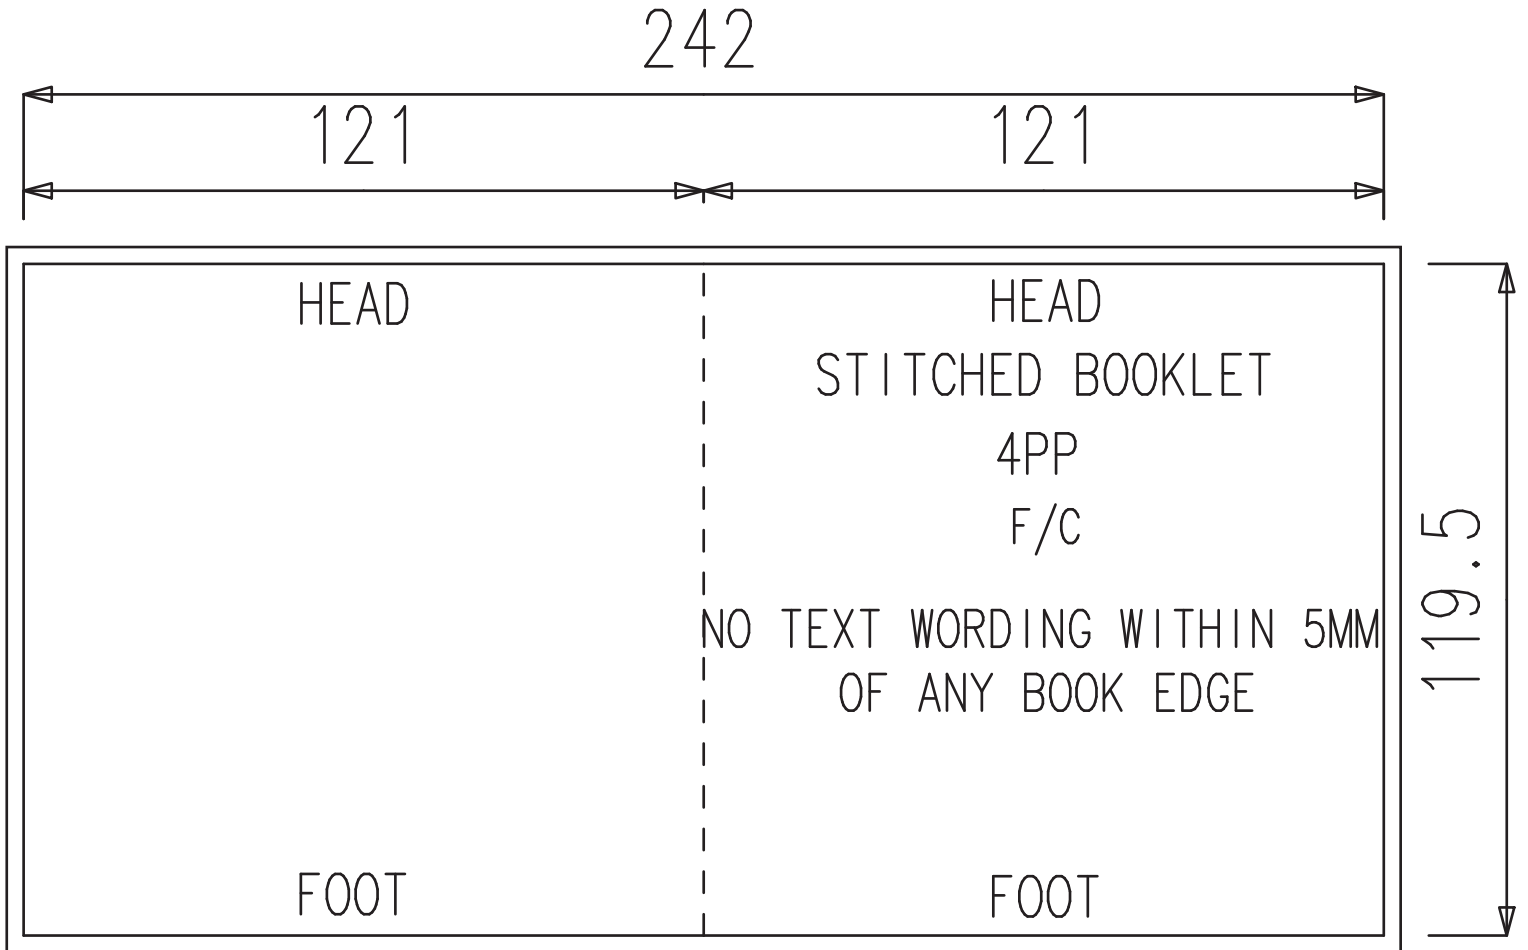 242
121
121
HEAD
HEAD
STITCHED BOOKLET
4PP
F/C
NO TEXT WORDING WITHIN 5MM
OF ANY BOOK EDGE
119.5
FOOT
FOOT